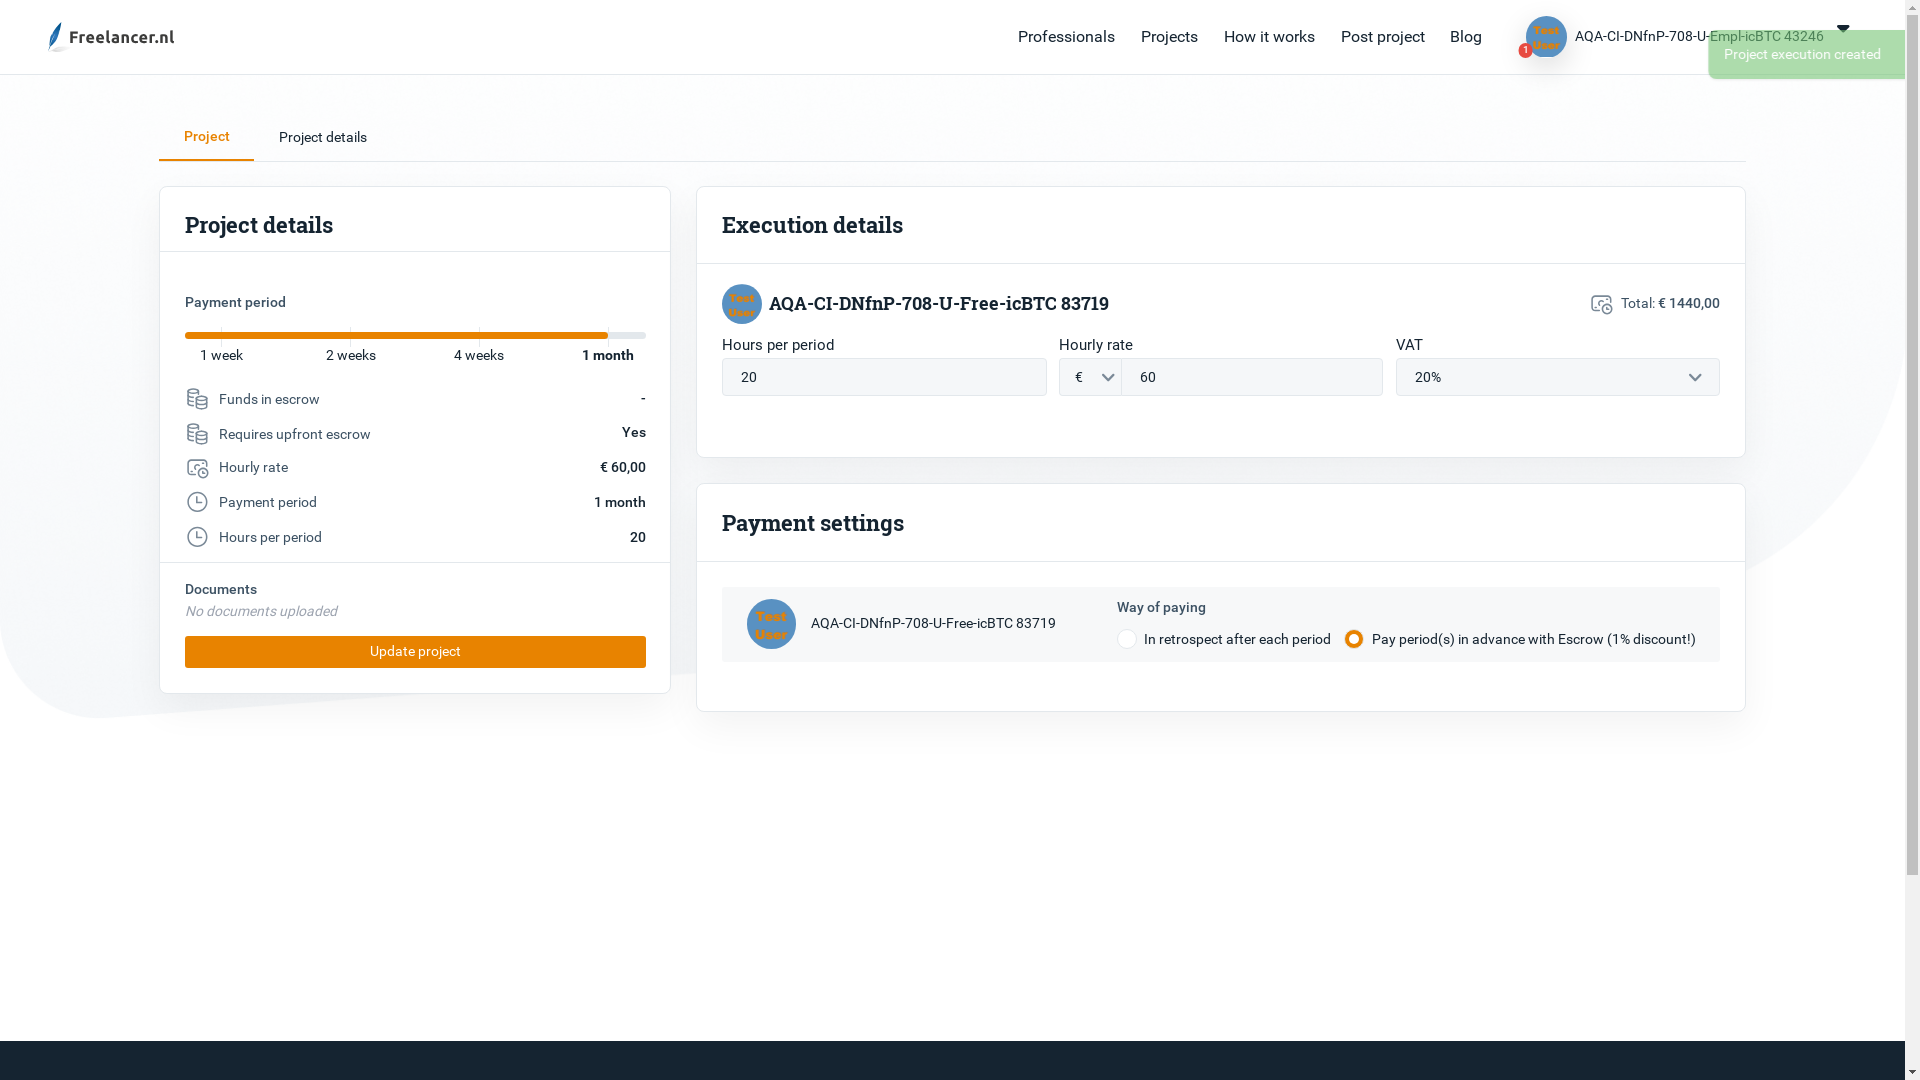 Freelancer.nl
Professionals Projects How it works Post project Blog
Test User
1
AQA-CI-DNfnP-708-U-Empl-icBTC 43246
Project execution created
Project Project details
Project details
Payment period
1 week 2 weeks 4 weeks 1 month
Funds in escrow -
Requires upfront escrow Yes
Hourly rate € 60,00
Payment period 1 month
Hours per period 20
Documents
No documents uploaded
Update project
Execution details
Test User
AQA-CI-DNfnP-708-U-Free-icBTC 83719
Total: € 1440,00
Hours per period Hourly rate VAT
20 € 60 20%
Payment settings
Test User
AQA-CI-DNfnP-708-U-Free-icBTC 83719
Way of paying
In retrospect after each period Pay period(s) in advance with Escrow (1% discount!)